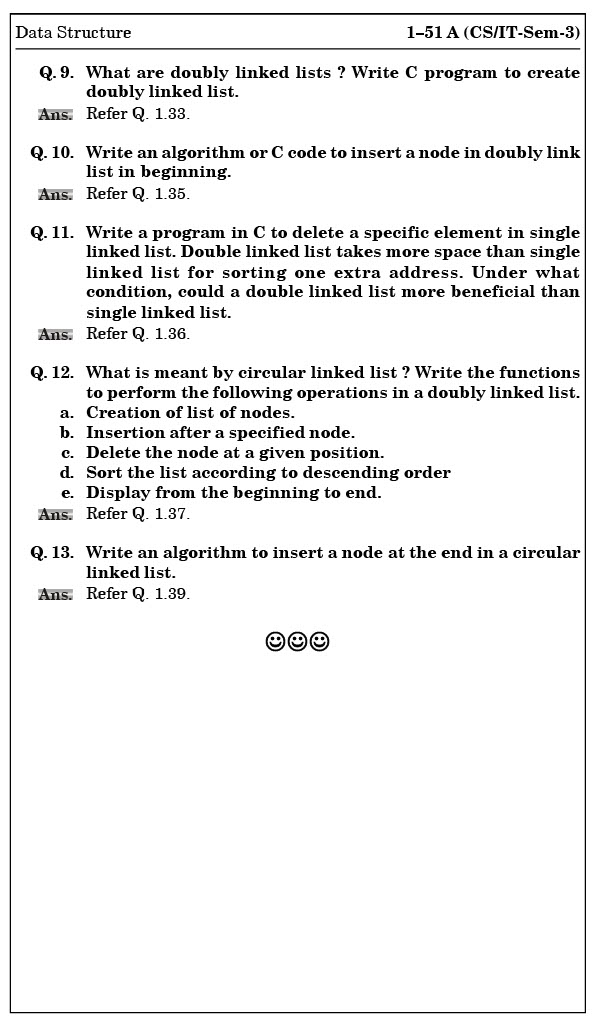 Data Structure 1–51 A (CS/IT-Sem-3)
Q. 9. What are doubly linked lists ? Write C program to create
doubly linked list.
Ans. Refer Q. 1.33.
Q. 10. Write an algorithm or C code to insert a node in doubly link
list in beginning.
Ans. Refer Q. 1.35.
Q. 11. Write a program in C to delete a specific element in single
linked list. Double linked list takes more space than single
linked list for sorting one extra address. Under what
condition, could a double linked list more beneficial than
single linked list.
Ans. Refer Q. 1.36.
Q. 12. What is meant by circular linked list ? Write the functions
to perform the following operations in a doubly linked list.
a. Creation of list of nodes.
b. Insertion after a specified node.
c. Delete the node at a given position.
d. Sort the list according to descending order
e. Display from the beginning to end.
Ans. Refer Q. 1.37.
Q. 13. Write an algorithm to insert a node at the end in a circular
linked list.
Ans. Refer Q. 1.39.